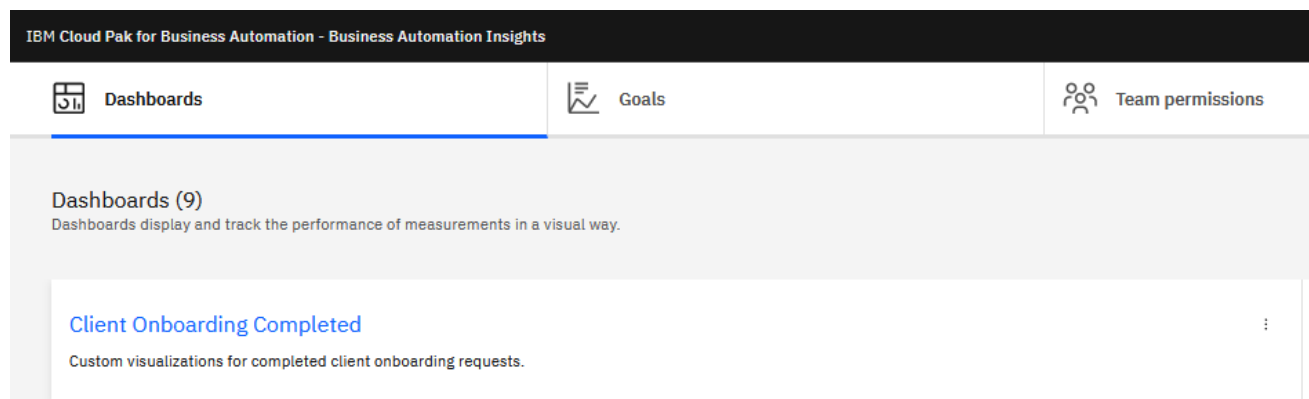 IBM Cloud Pak for Business Automation - Business Automation Insights
Dashboards
Goals
Team permissions
Dashboards (9)
Dashboards display and track the performance of measurements in a visual way.
Client Onboarding Completed
Custom visualizations for completed client onboarding requests.